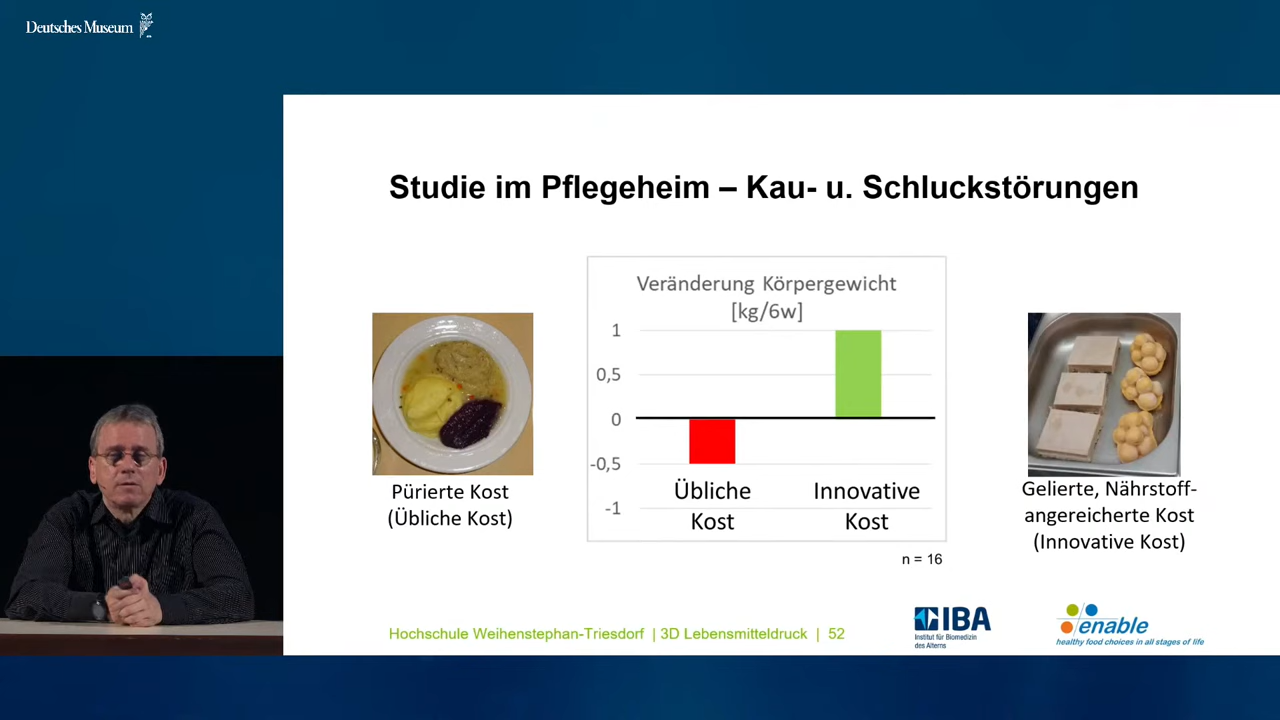 Deutsches Museum
Studie im Pflegeheim – Kau- u. Schluckstörungen
Veränderung Körpergewicht
[kg/6w]
1
0,5
0
-0,5
-1
Übliche
Kost
Innovative
Kost
n = 16
Pürierte Kost
(Übliche Kost)
Gelierte, Nährstoff-
angereicherte Kost
(Innovative Kost)
Hochschule Weihenstephan-Triesdorf | 3D Lebensmitteldruck | 52
IBA
Institut für Biomedizin
des Alterns
enable
healthy food choices in all stages of life